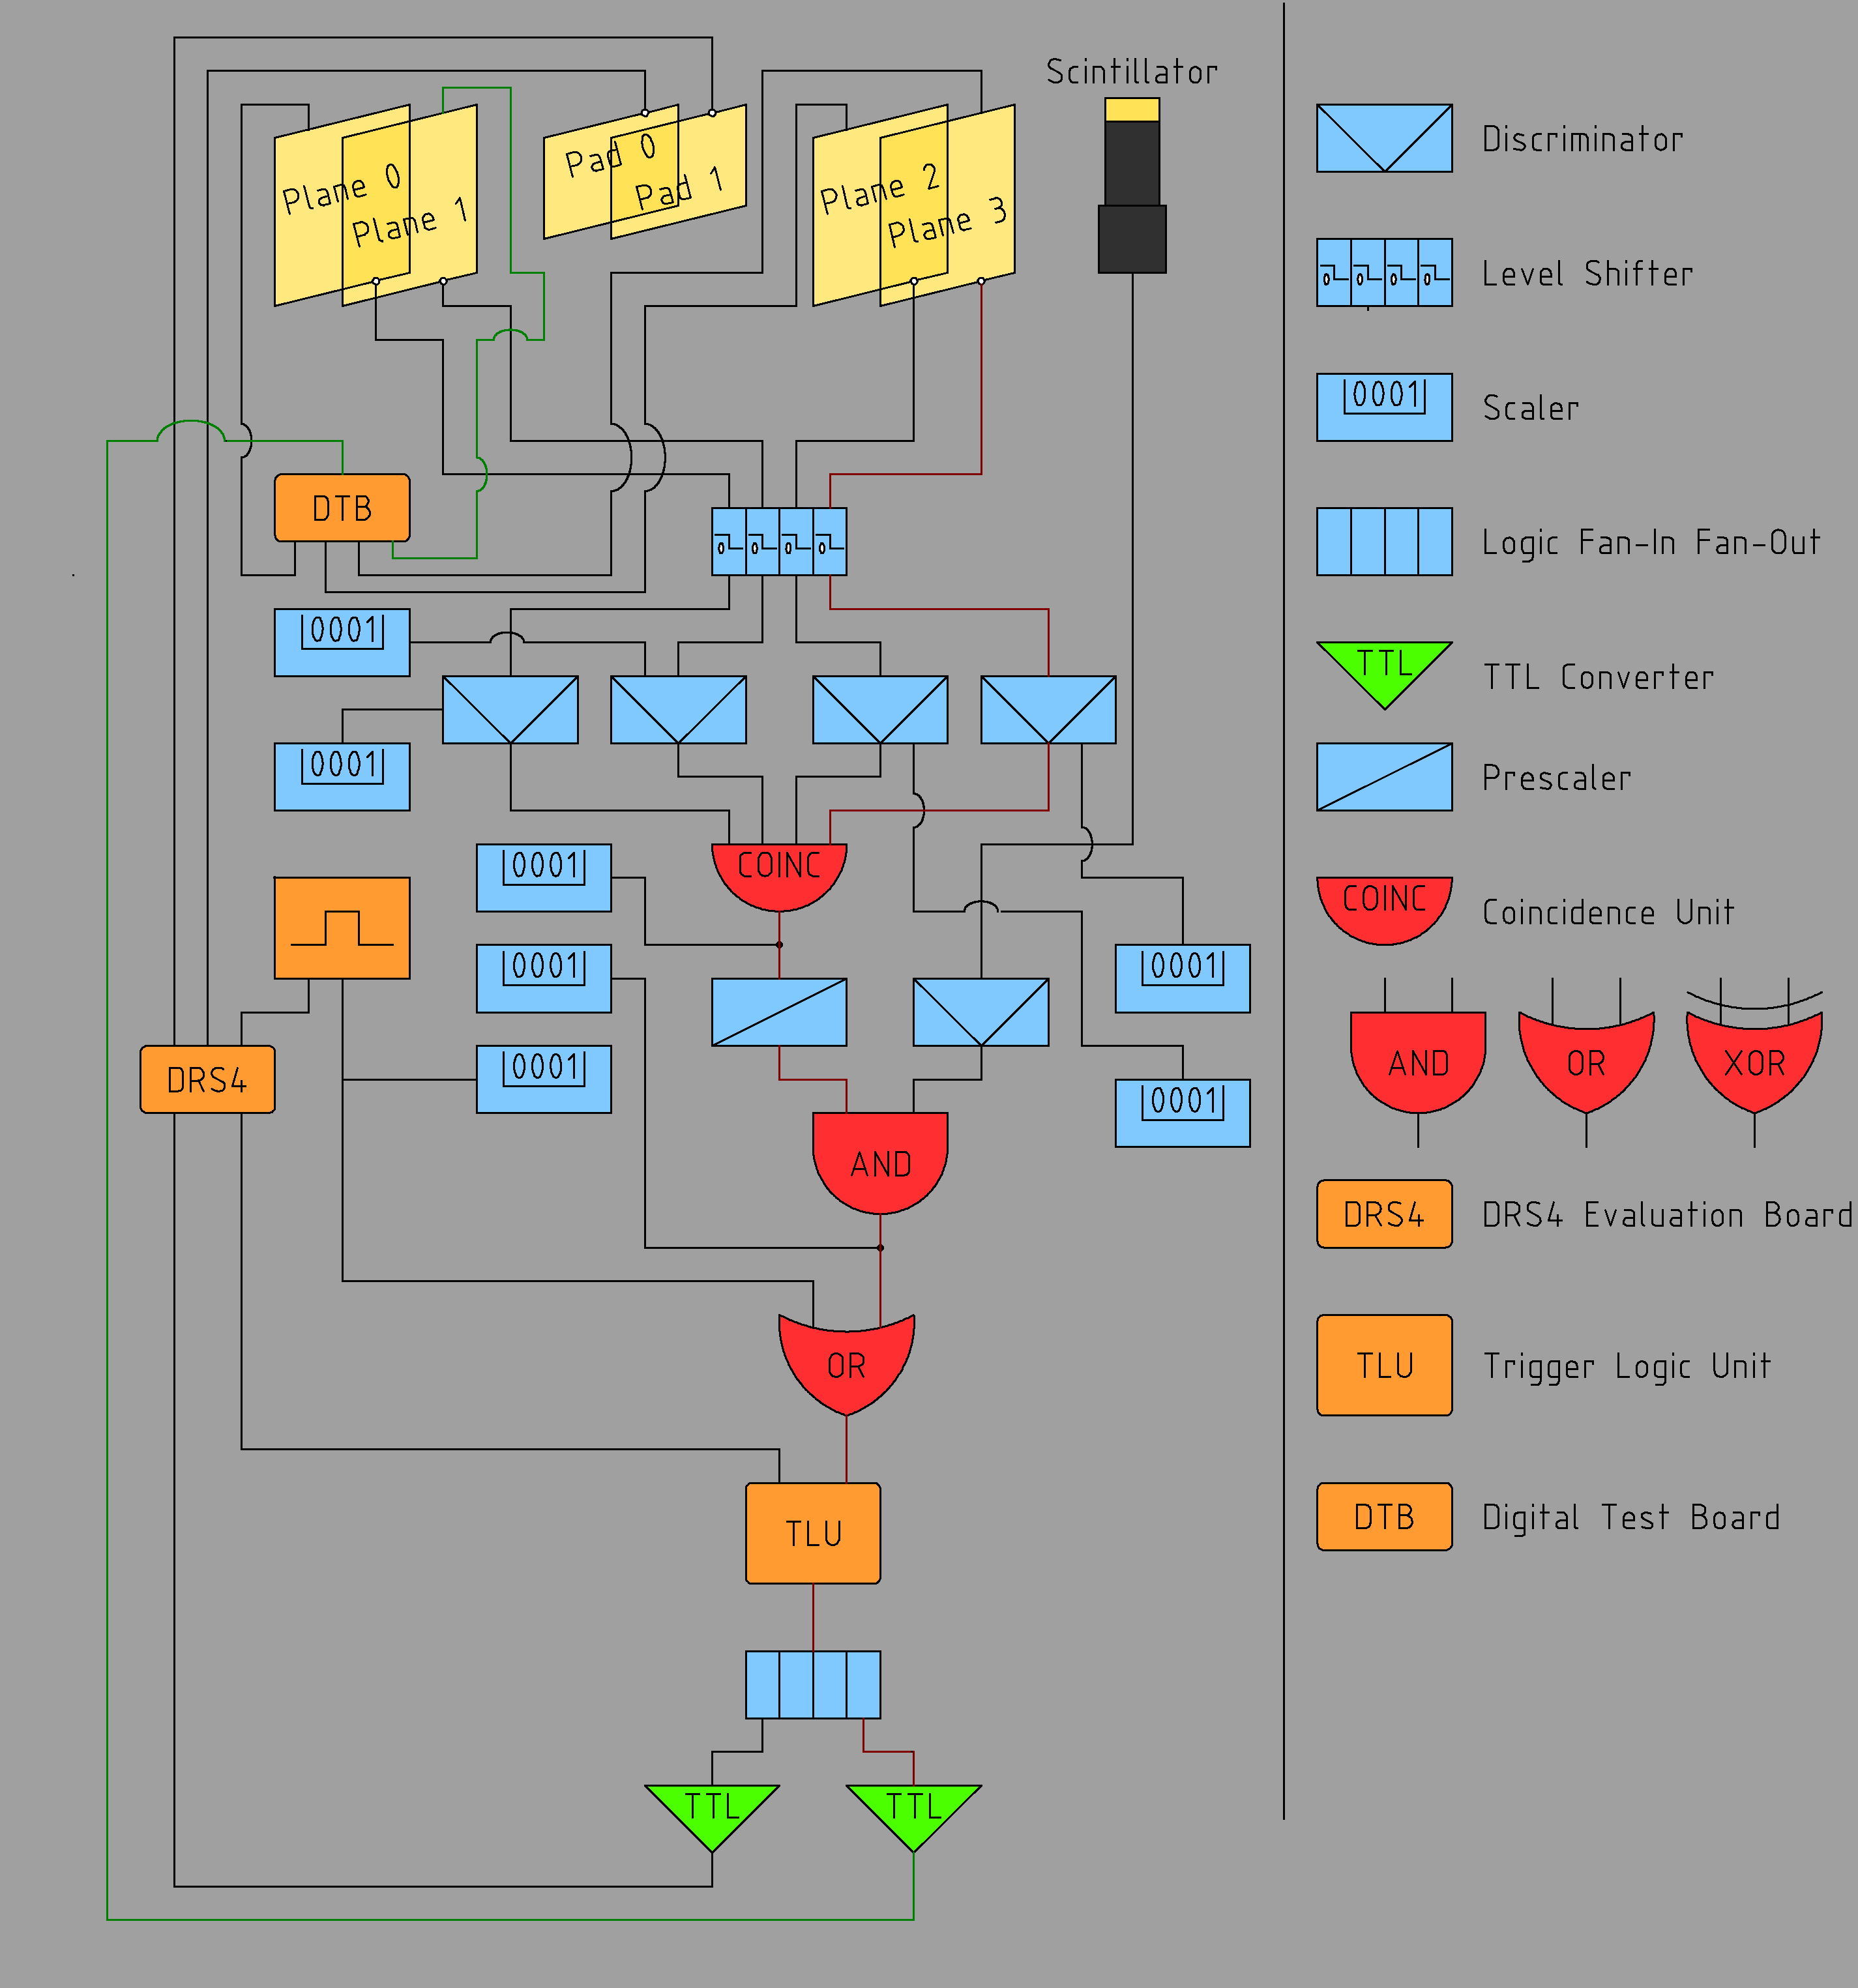 Scintillator
Plane 0
Plane 1
Pad 0
Pad 1
Plane 2
Plane 3
DTB
0001
0001
COINC
0001
0001
0001
0001
0001
DRS4
AND
OR
TLU
TTL
TTL
Discriminator
Level Shifter
0001
Scaler
Logic Fan-In Fan-Out
TTL
TTL Converter
Prescaler
COINC
Coincidence Unit
AND
OR
XOR
DRS4
DRS4 Evaluation Board
TLU
Trigger Logic Unit
DTB
Digital Test Board